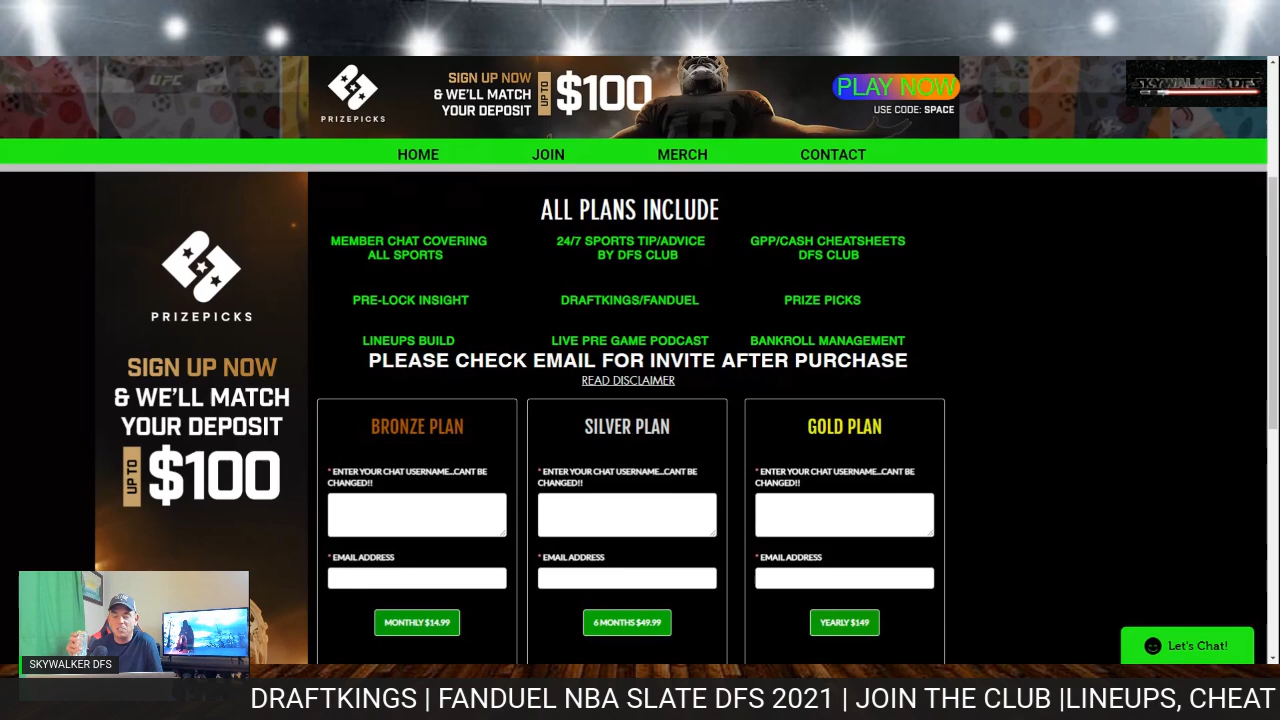 UFC
SIGN UP NOW
& WE'LL MATCH
YOUR DEPOSIT
UP TO
$100
PRIZEPICKS
PLAY NOW
USE CODE: SPACE
SKYWALKER DFS
HOME JOIN MERCH CONTACT
ALL PLANS INCLUDE
MEMBER CHAT COVERING
ALL SPORTS
24/7 SPORTS TIP/ADVICE
BY DFS CLUB
GPP/CASH CHEATSHEETS
DFS CLUB
PRE-LOCK INSIGHT
DRAFTKINGS/FANDUEL
PRIZE PICKS
LINEUPS BUILD
LIVE PRE GAME PODCAST
BANKROLL MANAGEMENT
PLEASE CHECK EMAIL FOR INVITE AFTER PURCHASE
READ DISCLAIMER
PRIZEPICKS
SIGN UP NOW
& WE'LL MATCH
YOUR DEPOSIT
UP TO
$100
BRONZE PLAN
* ENTER YOUR CHAT USERNAME...CANT BE
CHANGED!!
* EMAIL ADDRESS
MONTHLY $14.99
SILVER PLAN
* ENTER YOUR CHAT USERNAME...CANT BE
CHANGED!!
* EMAIL ADDRESS
6 MONTHS $49.99
GOLD PLAN
* ENTER YOUR CHAT USERNAME...CANT BE
CHANGED!!
* EMAIL ADDRESS
YEARLY $149
Let's Chat!
SKYWALKER DFS
DRAFTKINGS | FANDUEL NBA SLATE DFS 2021 | JOIN THE CLUB |LINEUPS, CHEAT